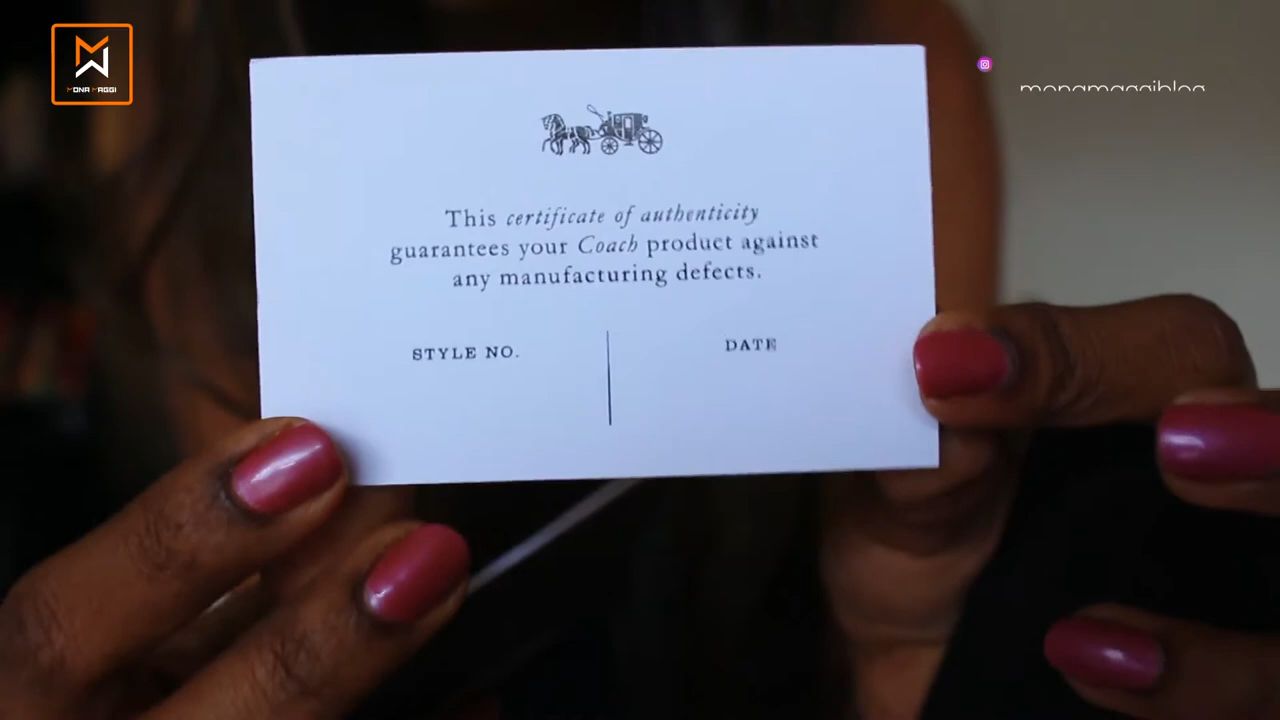 MONA MAGGI
monamaggiblog
This certificate of authenticity
guarantees your Coach product against
any manufacturing defects.
STYLE NO.
DATE